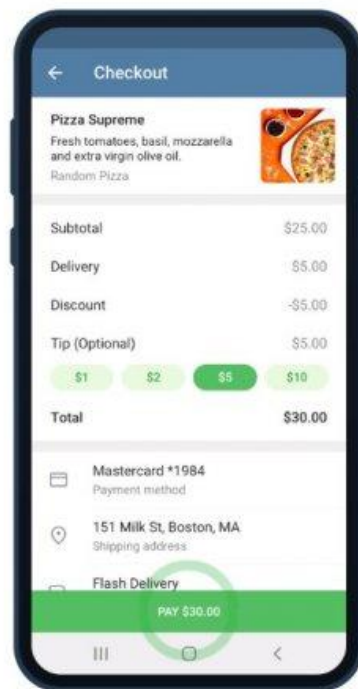 Checkout
Pizza Supreme
Fresh tomatoes, basil, mozzarella
and extra virgin olive oil.
Random Pizza
Subtotal $25.00
Delivery $5.00
Discount -$5.00
Tip (Optional) $5.00
$1 $2 $5 $10
Total $30.00
Mastercard *1984
Payment method
151 Milk St, Boston, MA
Shipping address
Flash Delivery
PAY $30.00